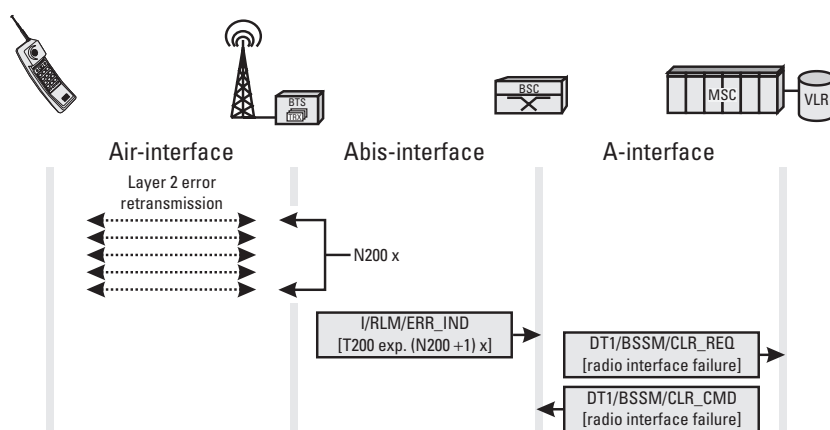 BTS
TRX
BSC
MSC
VLR
Air-interface
Abis-interface
A-interface
Layer 2 error
retransmission
N200 x
I/RLM/ERR_IND
[T200 exp. (N200 +1) x]
DT1/BSSM/CLR_REQ
[radio interface failure]
DT1/BSSM/CLR_CMD
[radio interface failure]